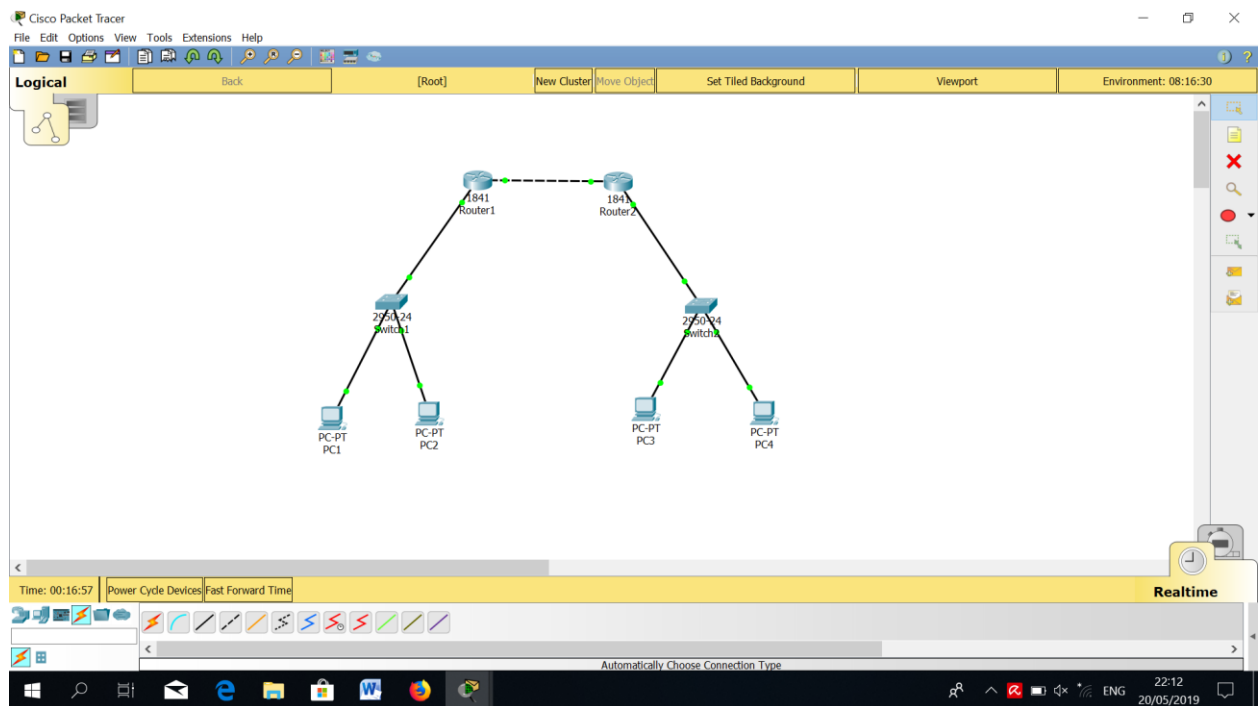 Cisco Packet Tracer
File Edit Options View Tools Extensions Help
Logical Back [Root] New Cluster Move Object Set Tiled Background Viewport Environment: 08:16:30
1841
Router1
1841
Router2
2950-24
Switch1
2950-24
Switch2
PC-PT
PC1
PC-PT
PC2
PC-PT
PC3
PC-PT
PC4
Time: 00:16:57 Power Cycle Devices Fast Forward Time Realtime
Automatically Choose Connection Type
ENG
22:12
20/05/2019